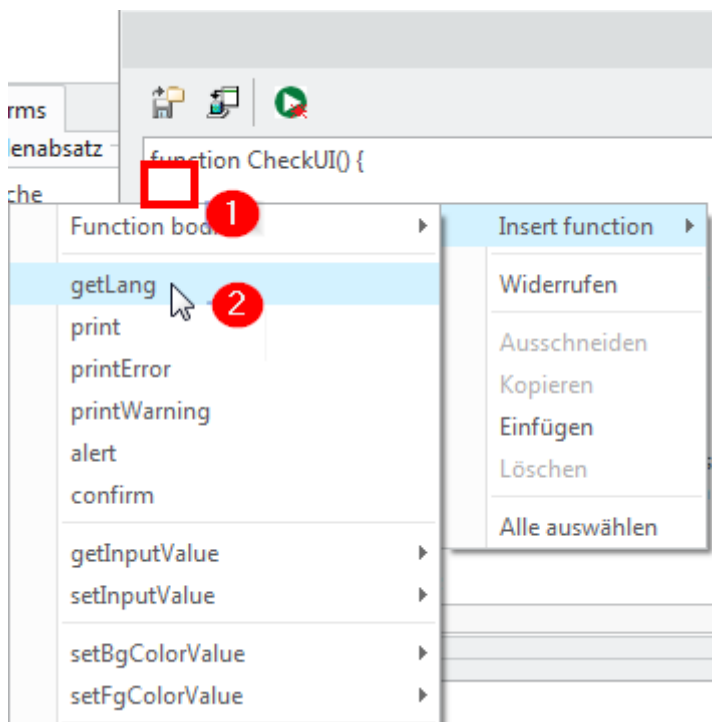 rms
lenabsatz
che
function CheckUI() {
1
Function bod
getLang
2
print
printError
printWarning
alert
confirm
getInputValue
setInputValue
setBgColorValue
setFgColorValue
Insert function
Widerrufen
Ausschneiden
Kopieren
Einfügen
Löschen
Alle auswählen